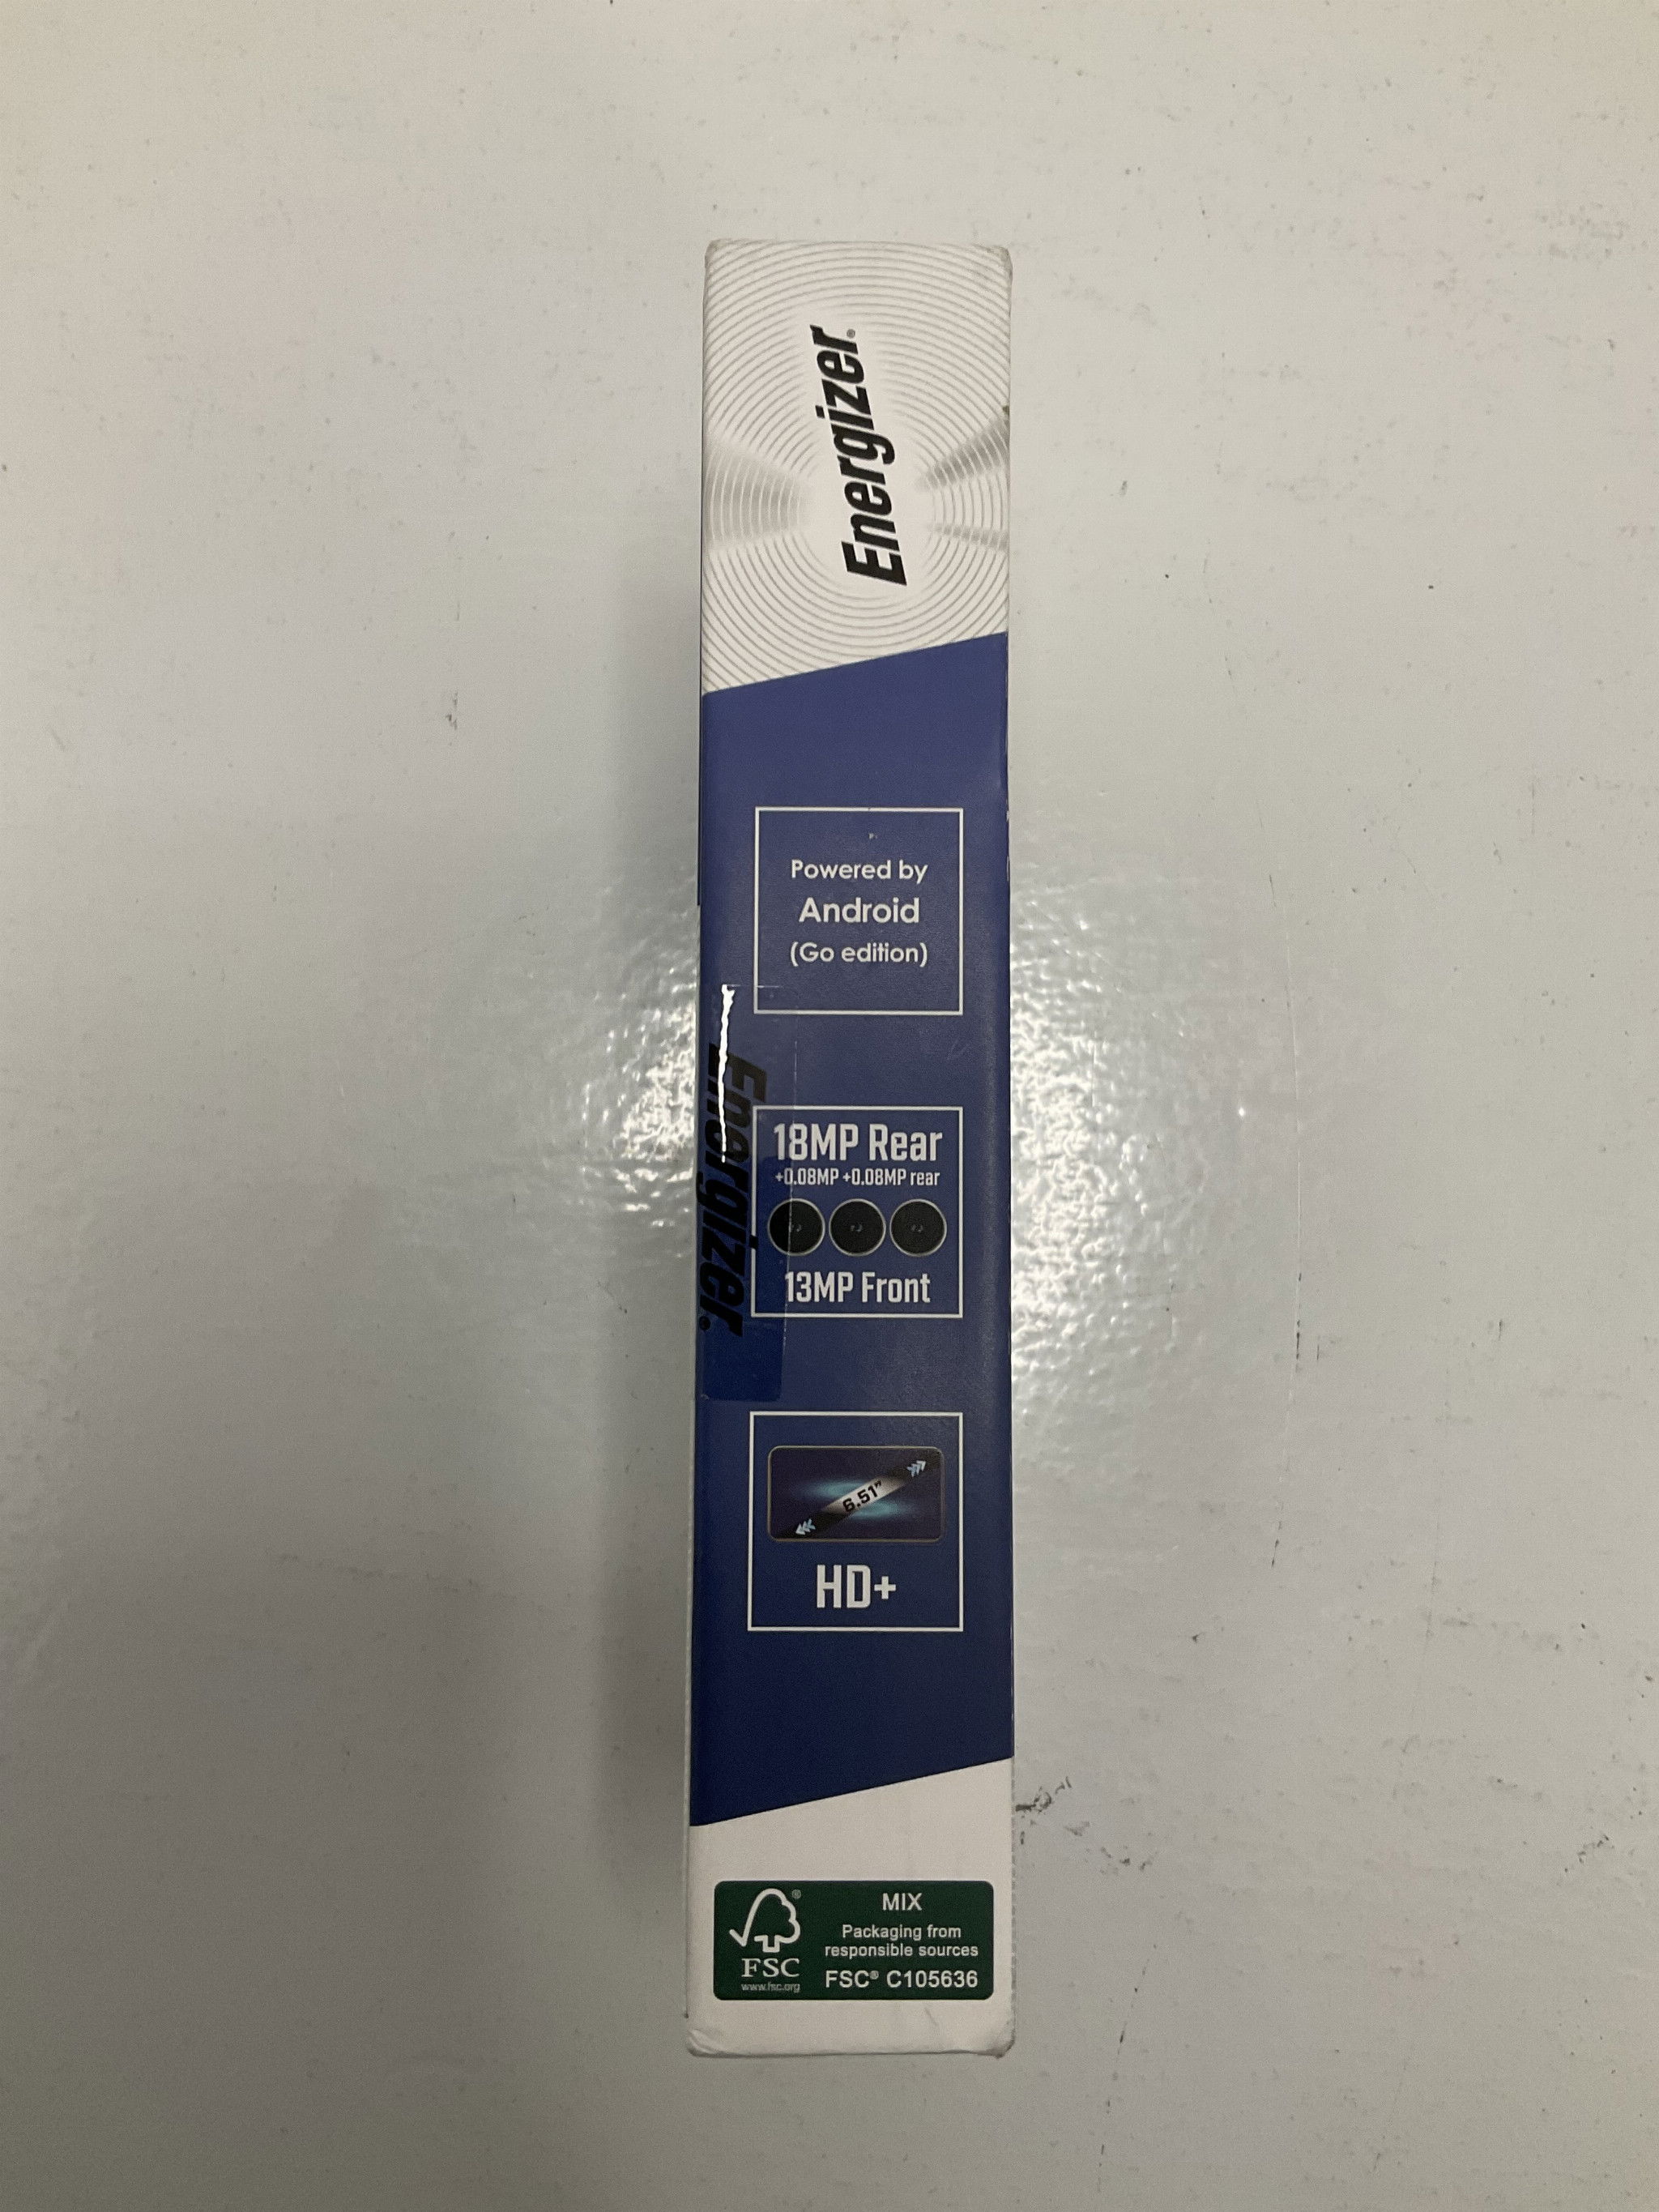 Energizer®
Powered by
Android
(Go edition)
Energizer®
18MP Rear
+0.08MP +0.08MP rear
13MP Front
6.51"
HD+
MIX
Packaging from
responsible sources
FSC® C105636
®
FSC
www.fsc.org